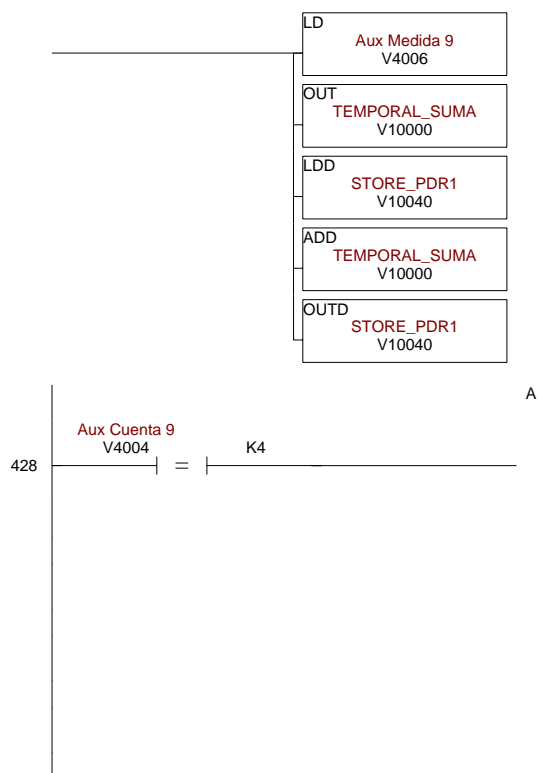 LD
Aux Medida 9
V4006
OUT
TEMPORAL_SUMA
V10000
LDD
STORE_PDR1
V10040
ADD
TEMPORAL_SUMA
V10000
OUTD
STORE_PDR1
V10040
A
Aux Cuenta 9
V4004 K4
428 =